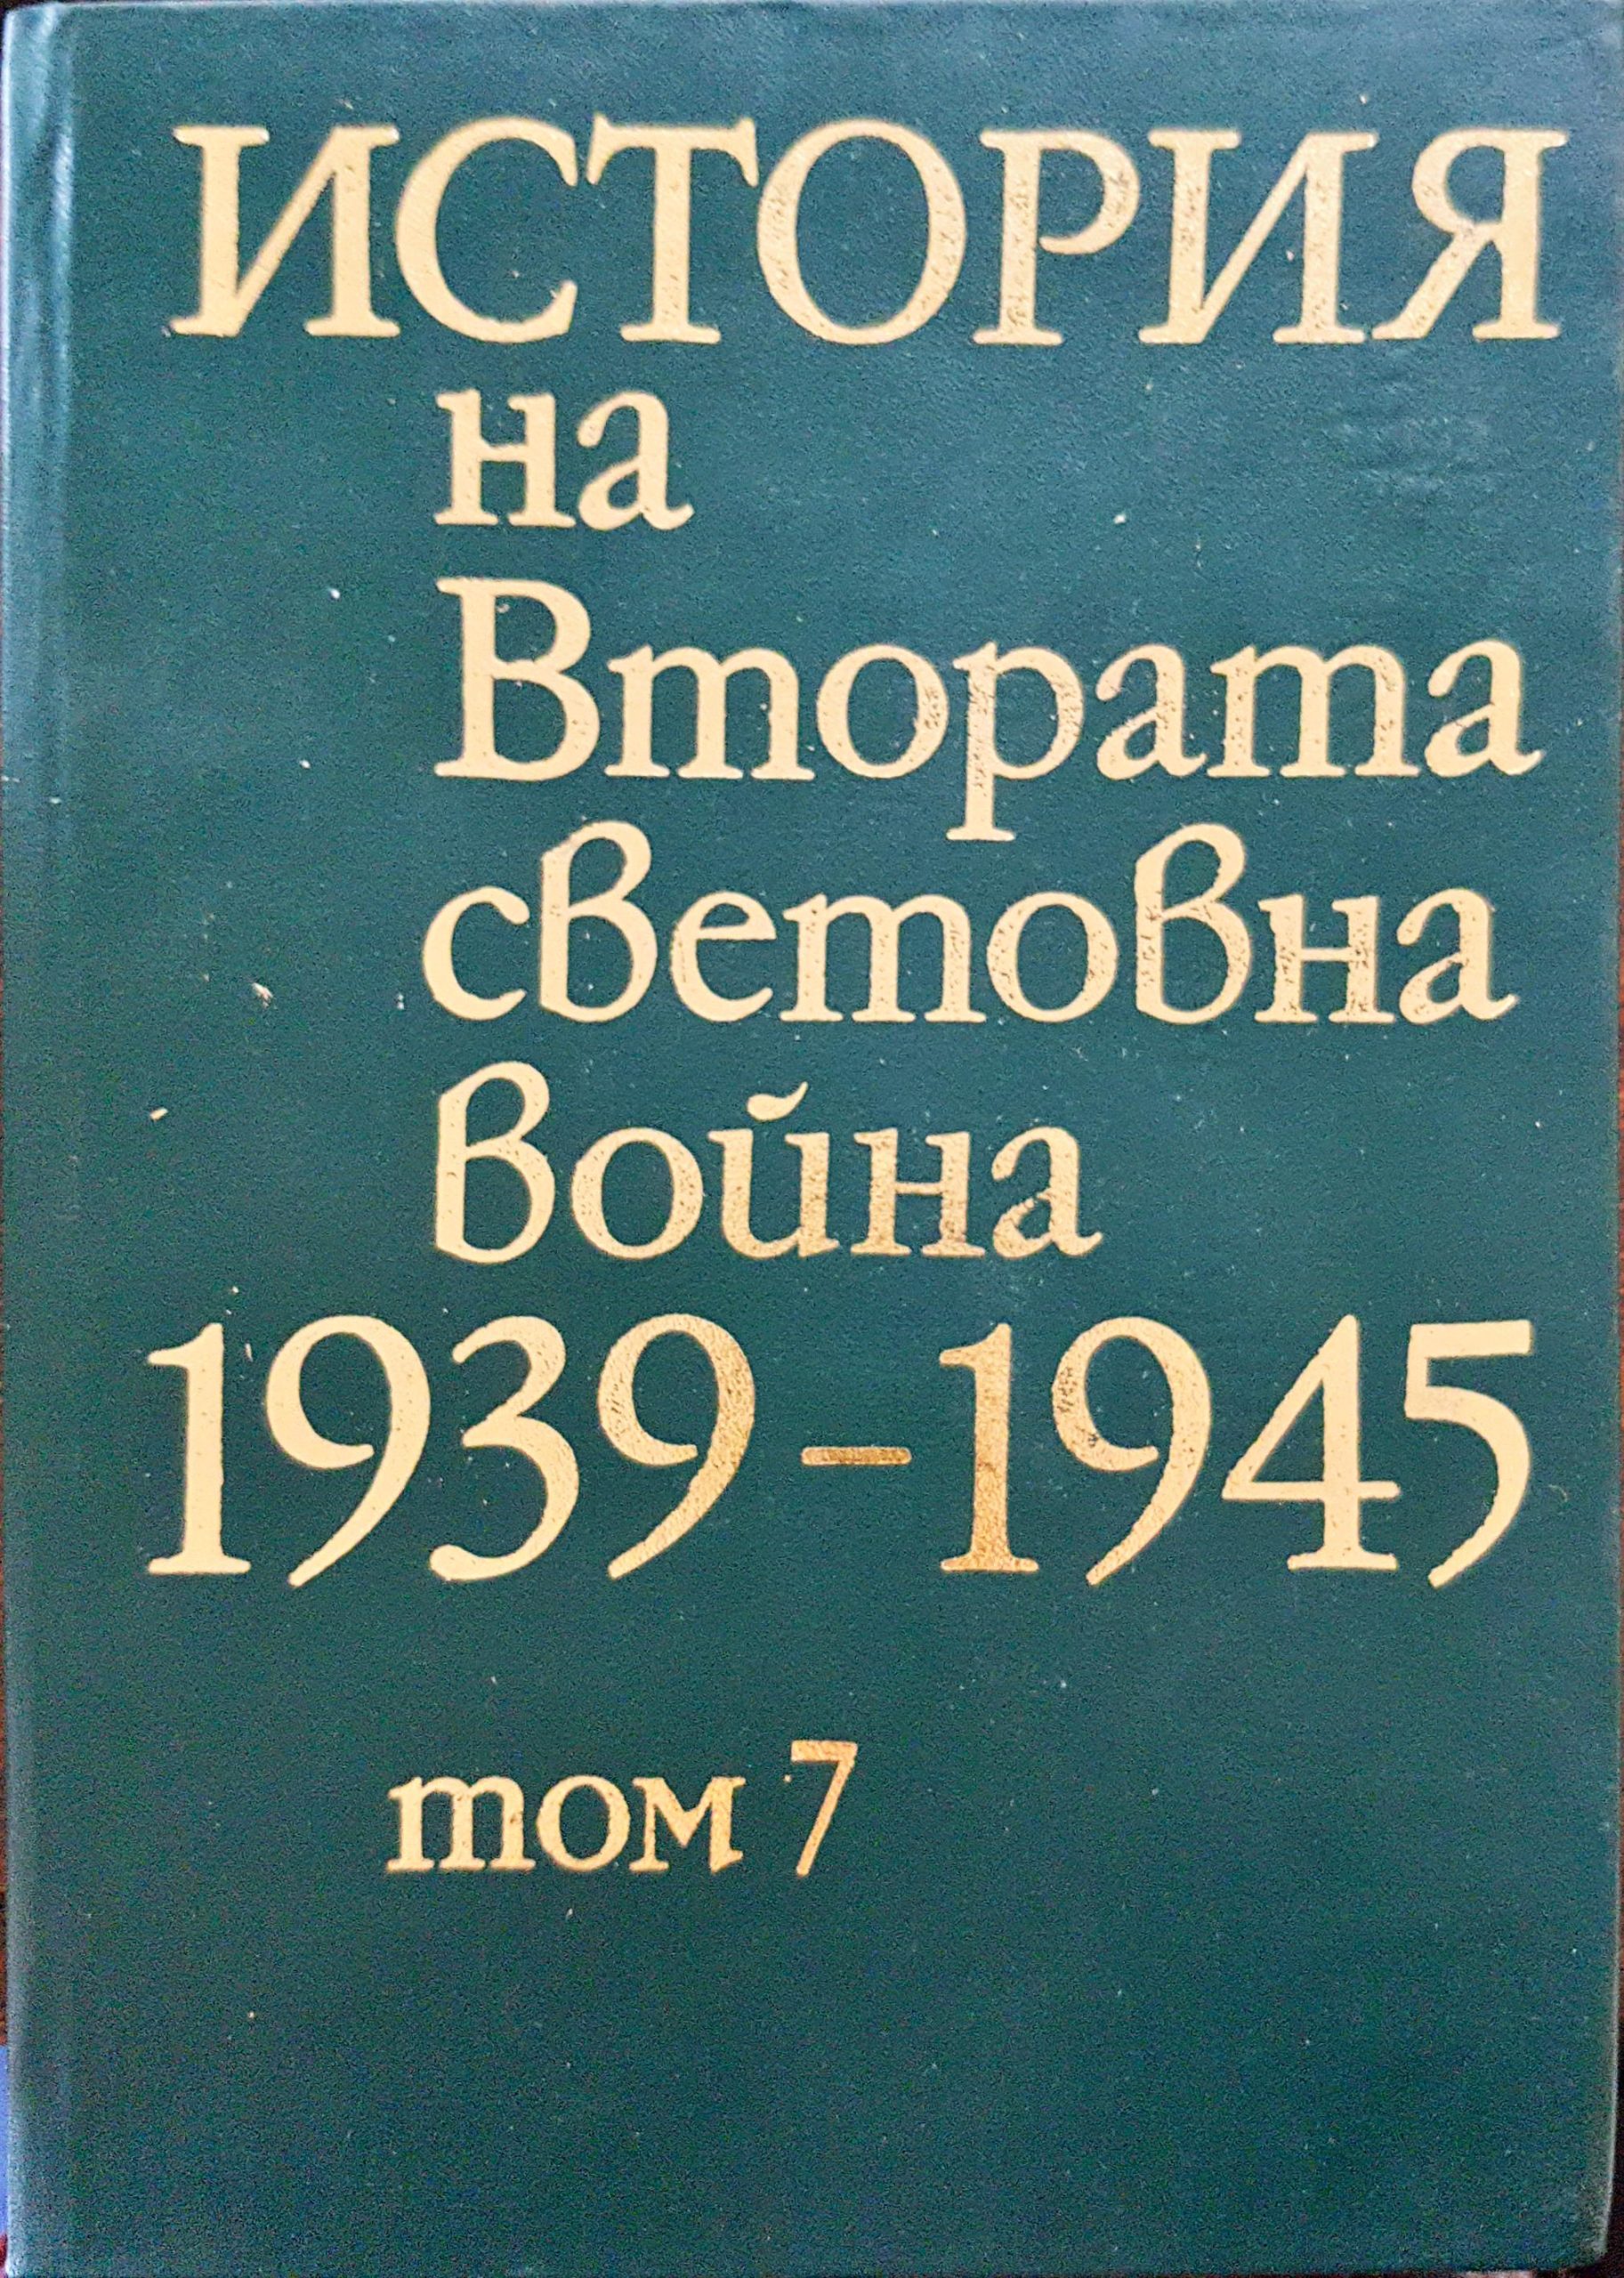 ИСТОРИЯ
на
Втората
световна
война
1939–1945
том 7